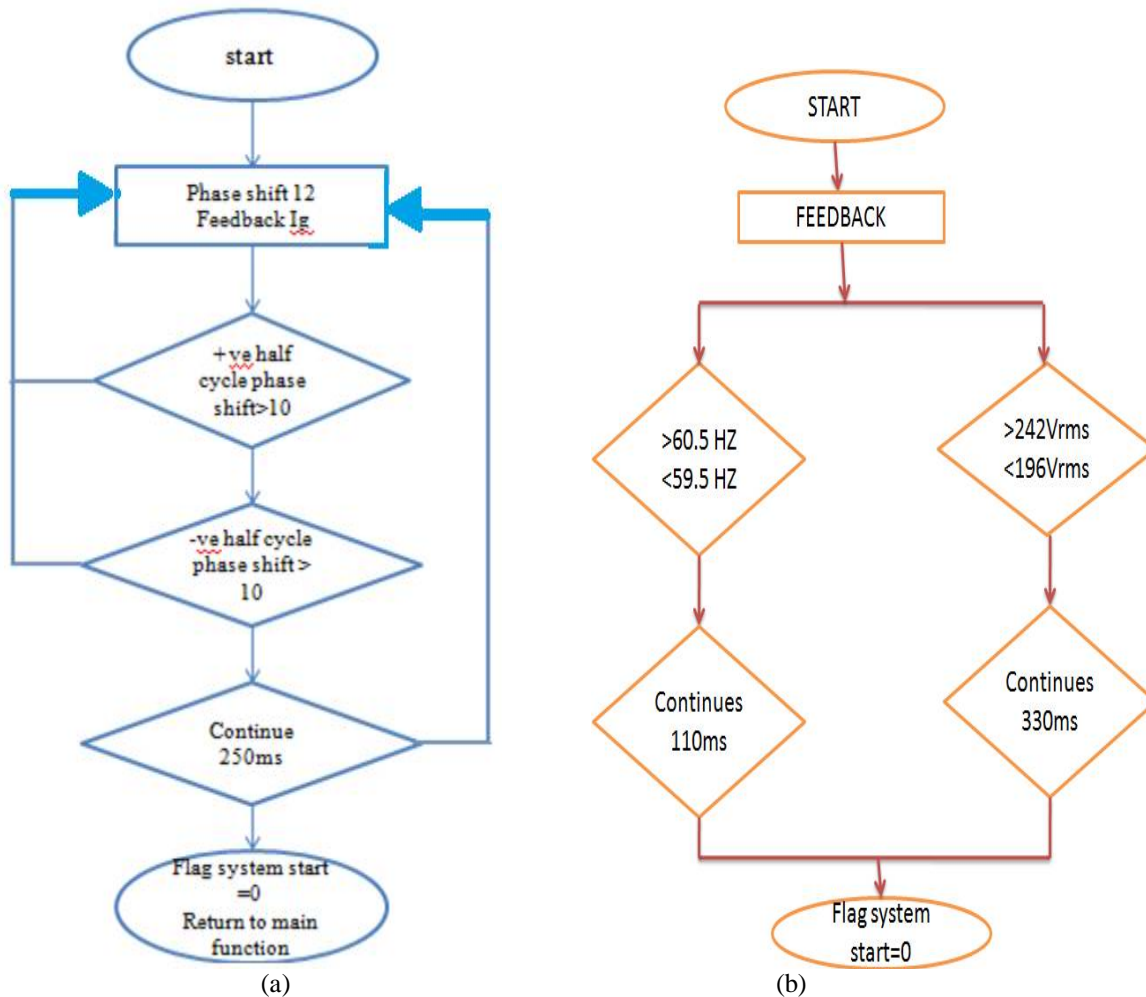 start
Phase shift 12
Feedback Ig
+ve half
cycle phase
shift>10
-ve half cycle
phase shift >
10
Continue
250ms
Flag system start
=0
Return to main
function
(a)
START
FEEDBACK
>60.5 HZ
<59.5 HZ
>242Vrms
<196Vrms
Continues
110ms
Continues
330ms
Flag system
start=0
(b)